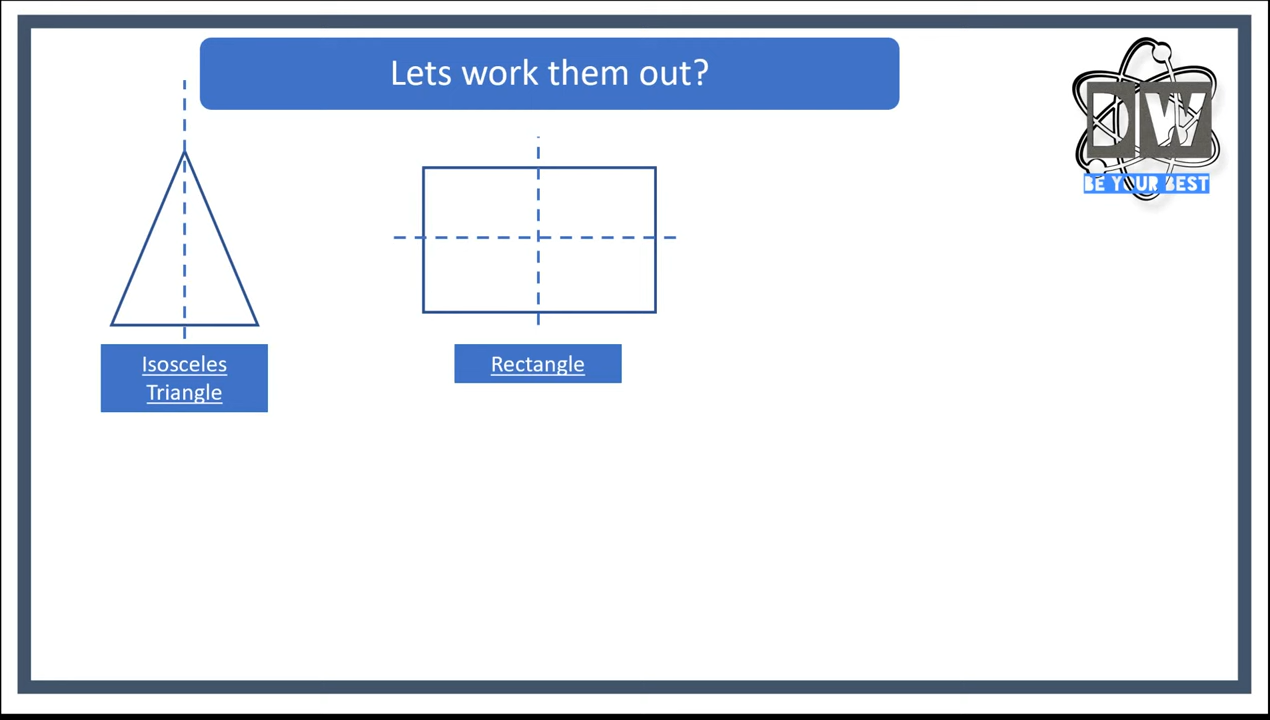 Lets work them out?
DW
BE YOUR BEST
Isosceles
Triangle
Rectangle